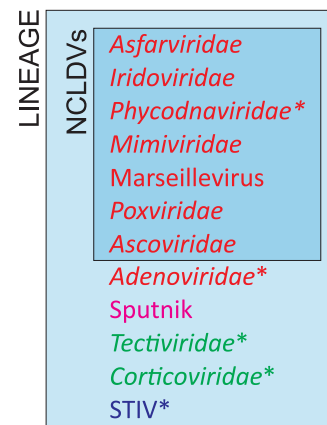 LINEAGE
NCLDVs
Asfarviridae
Iridoviridae
Phycodnaviridae*
Mimiviridae
Marseillevirus
Poxviridae
Ascoviridae
Adenoviridae*
Sputnik
Tectiviridae*
Corticoviridae*
STIV*